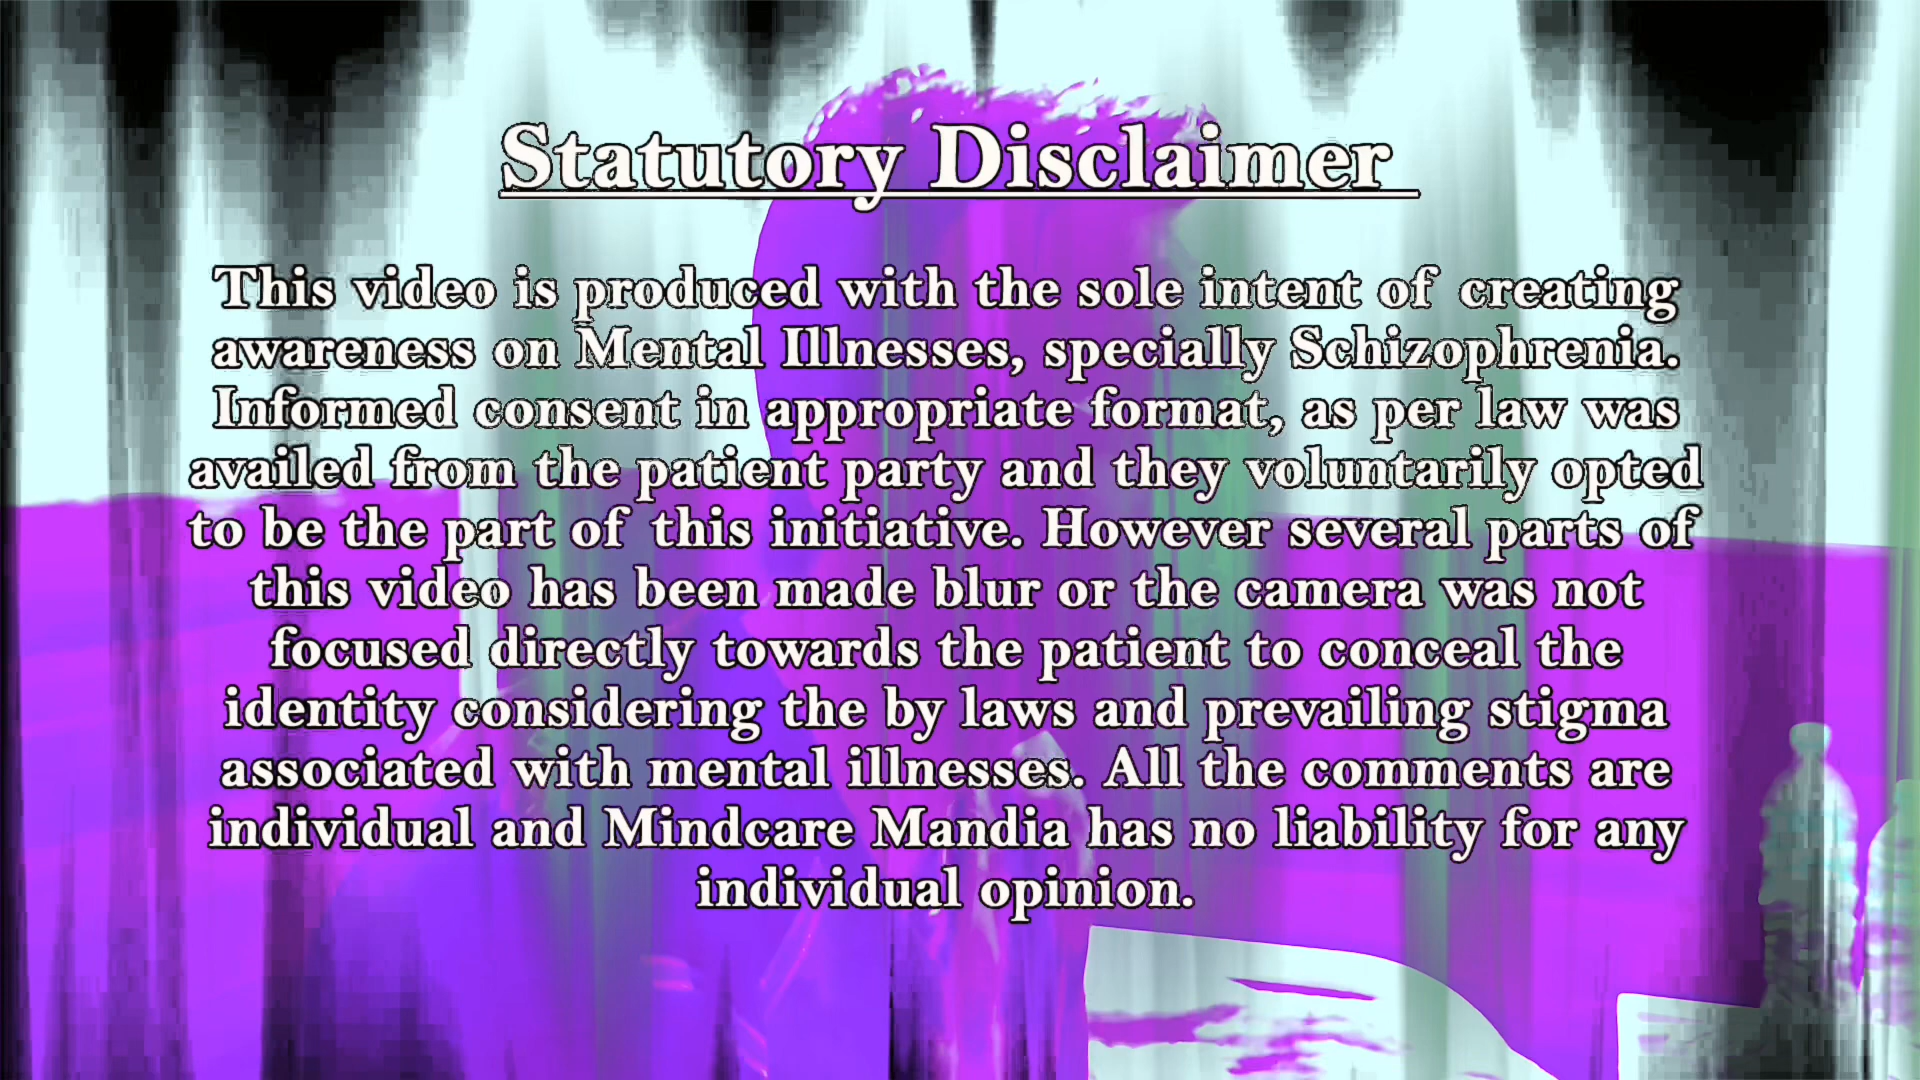 Statutory Disclaimer
This video is produced with the sole intent of creating
awareness on Mental Illnesses, specially Schizophrenia.
Informed consent in appropriate format, as per law was
availed from the patient party and they voluntarily opted
to be the part of this initiative. However several parts of
this video has been made blur or the camera was not
focused directly towards the patient to conceal the
identity considering the by laws and prevailing stigma
associated with mental illnesses. All the comments are
individual and Mindcare Mandia has no liability for any
individual opinion.